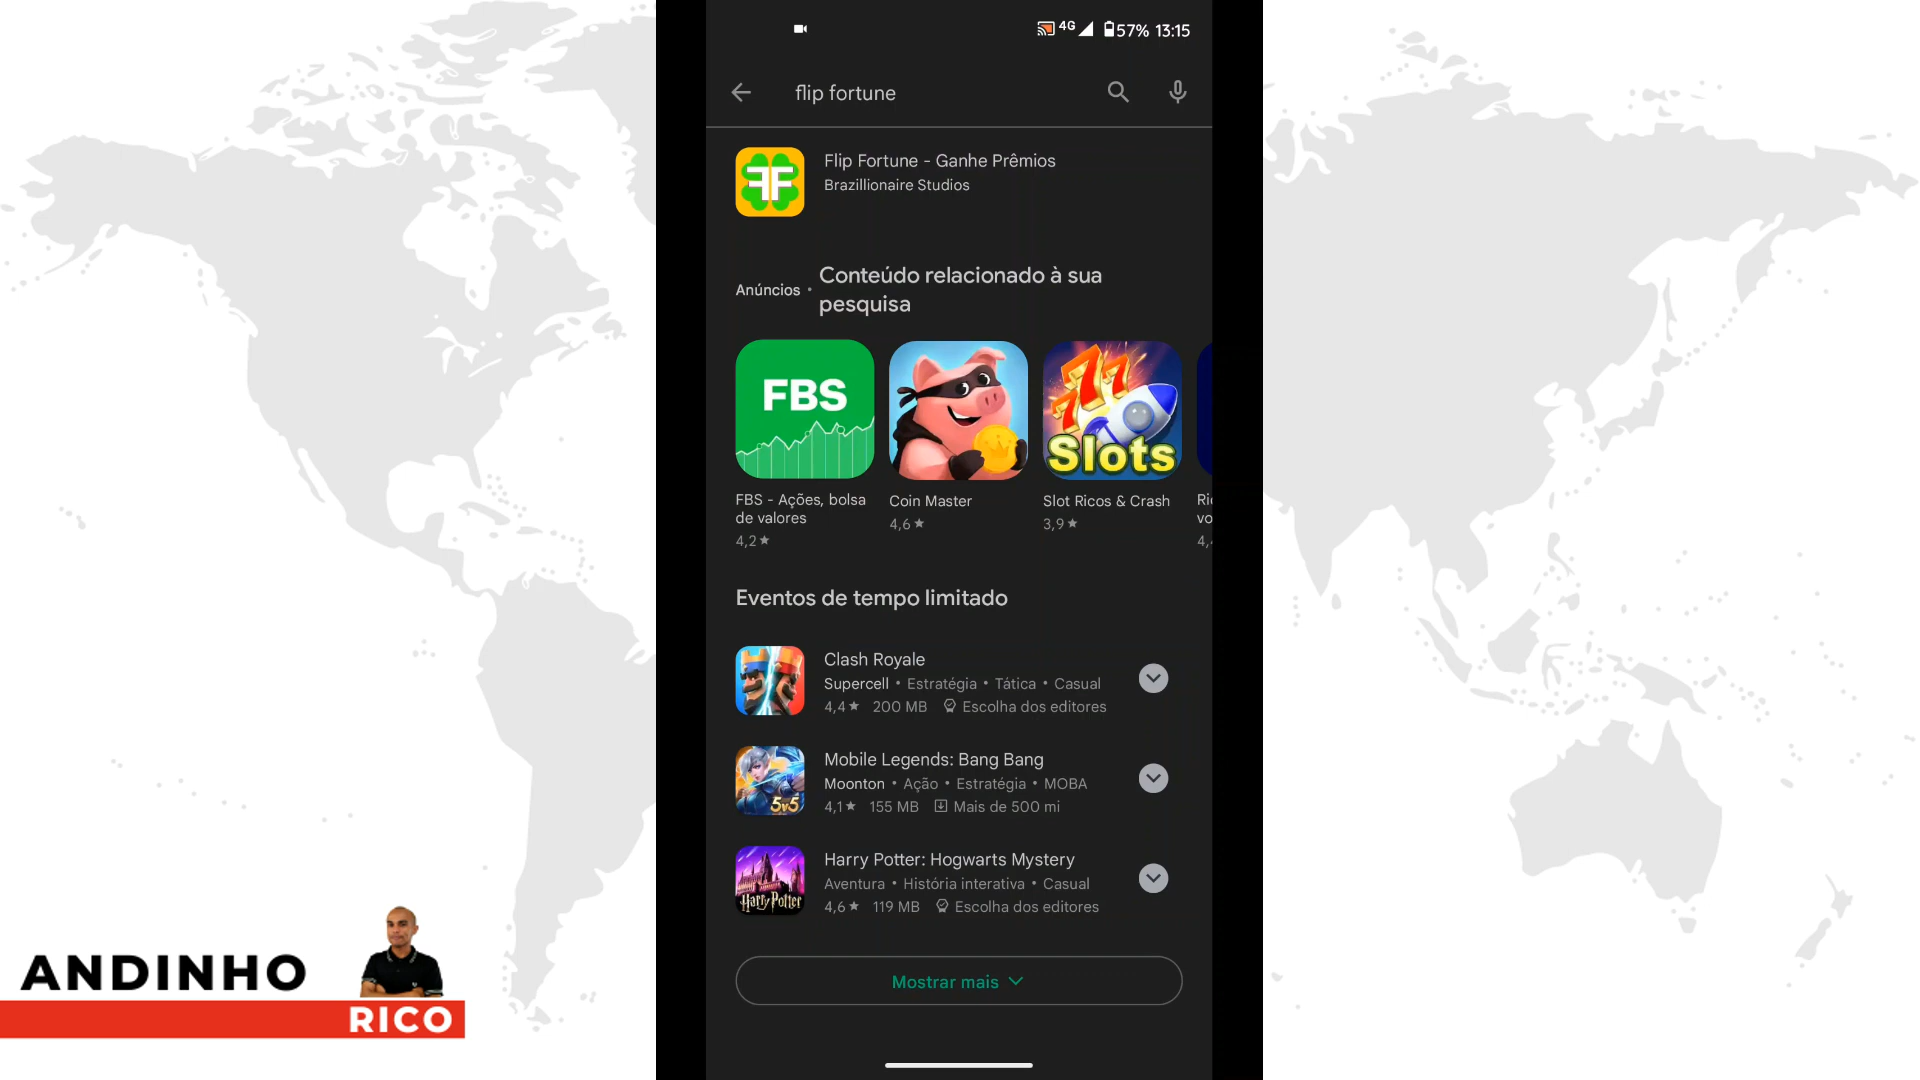 4G 57% 13:15
flip fortune
FF
Flip Fortune - Ganhe Prêmios
Brazillionaire Studios
Anúncios • Conteúdo relacionado à sua
pesquisa
FBS
777
Slots
FBS - Ações, bolsa
de valores
4,2★
Coin Master
4,6★
Slot Ricos & Crash
3,9★
Eventos de tempo limitado
Clash Royale
Supercell • Estratégia • Tática • Casual
4,4★ 200 MB Escolha dos editores
5v5
Mobile Legends: Bang Bang
Moonton • Ação • Estratégia • MOBA
4,1★ 155 MB Mais de 500 mi
Harry Potter
Harry Potter: Hogwarts Mystery
Aventura • História interativa • Casual
4,6★ 119 MB Escolha dos editores
Mostrar mais
ANDINHO
RICO